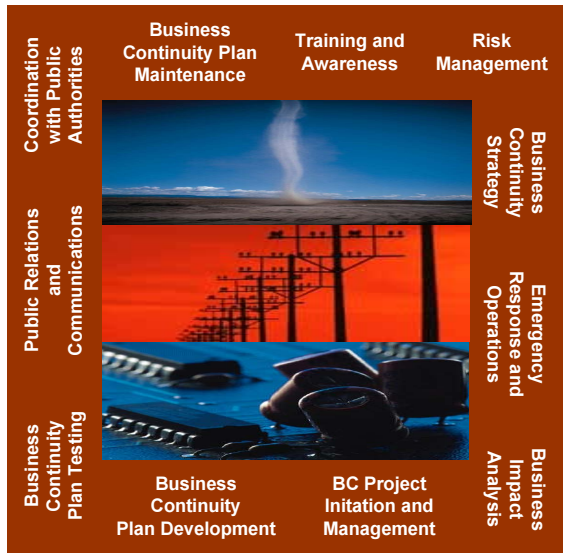 Business
Continuity Plan
Maintenance
Training and
Awareness
Risk
Management
Coordination
with Public
Authorities
Business
Continuity
Strategy
Public Relations
and
Communications
Emergency
Response and
Operations
Business
Continuity
Plan Testing
Business
Impact
Analysis
Business
Continuity
Plan Development
BC Project
Initation and
Management